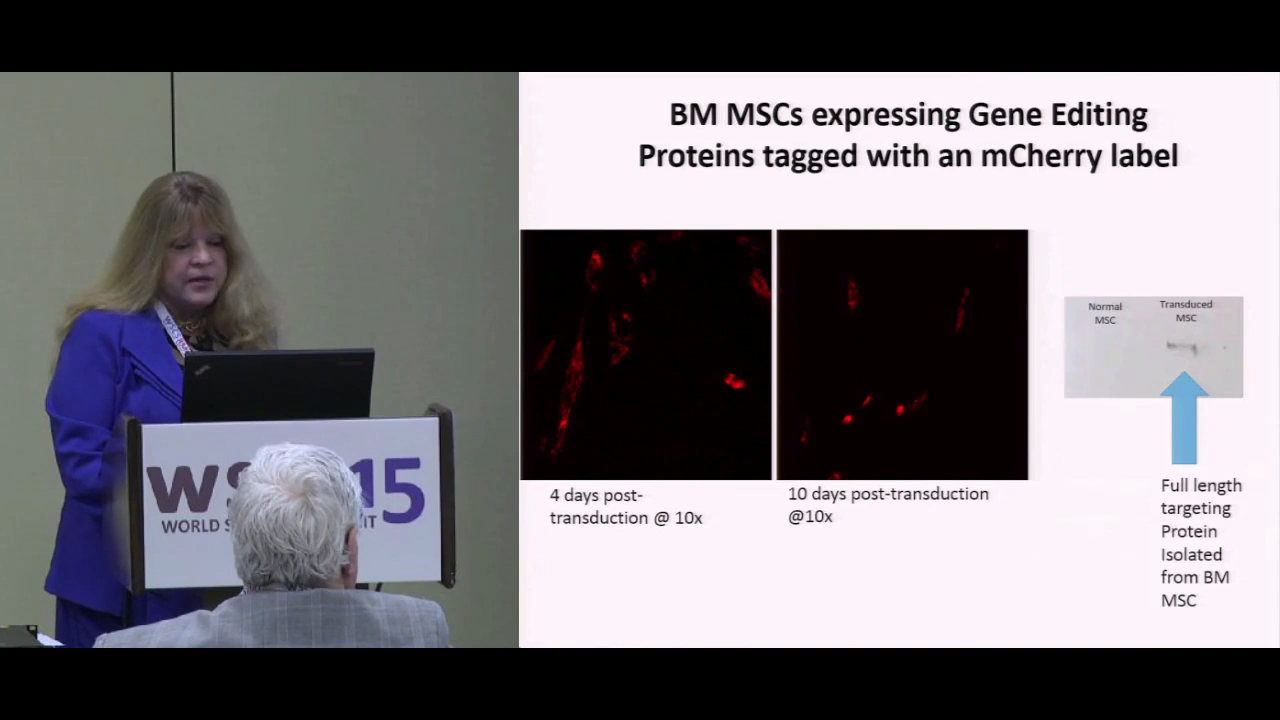 BM MSCs expressing Gene Editing
Proteins tagged with an mCherry label
Normal
MSC
Transduced
MSC
4 days post-
transduction @ 10x
10 days post-transduction
@10x
Full length
targeting
Protein
Isolated
from BM
MSC
15
WORLD